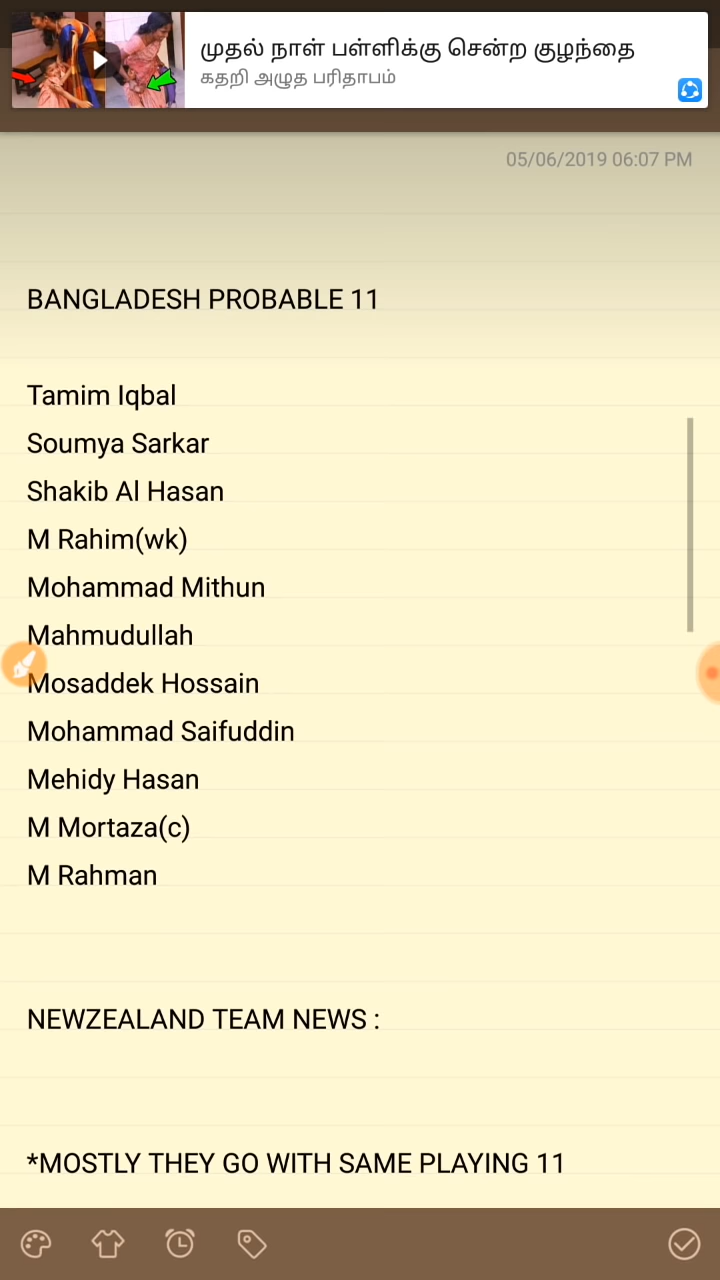 முதல் நாள் பள்ளிக்கு சென்ற குழந்தை
கதறி அழுத பரிதாபம்
05/06/2019 06:07 PM
BANGLADESH PROBABLE 11
Tamim Iqbal
Soumya Sarkar
Shakib Al Hasan
M Rahim(wk)
Mohammad Mithun
Mahmudullah
Mosaddek Hossain
Mohammad Saifuddin
Mehidy Hasan
M Mortaza(c)
M Rahman
NEWZEALAND TEAM NEWS :
*MOSTLY THEY GO WITH SAME PLAYING 11